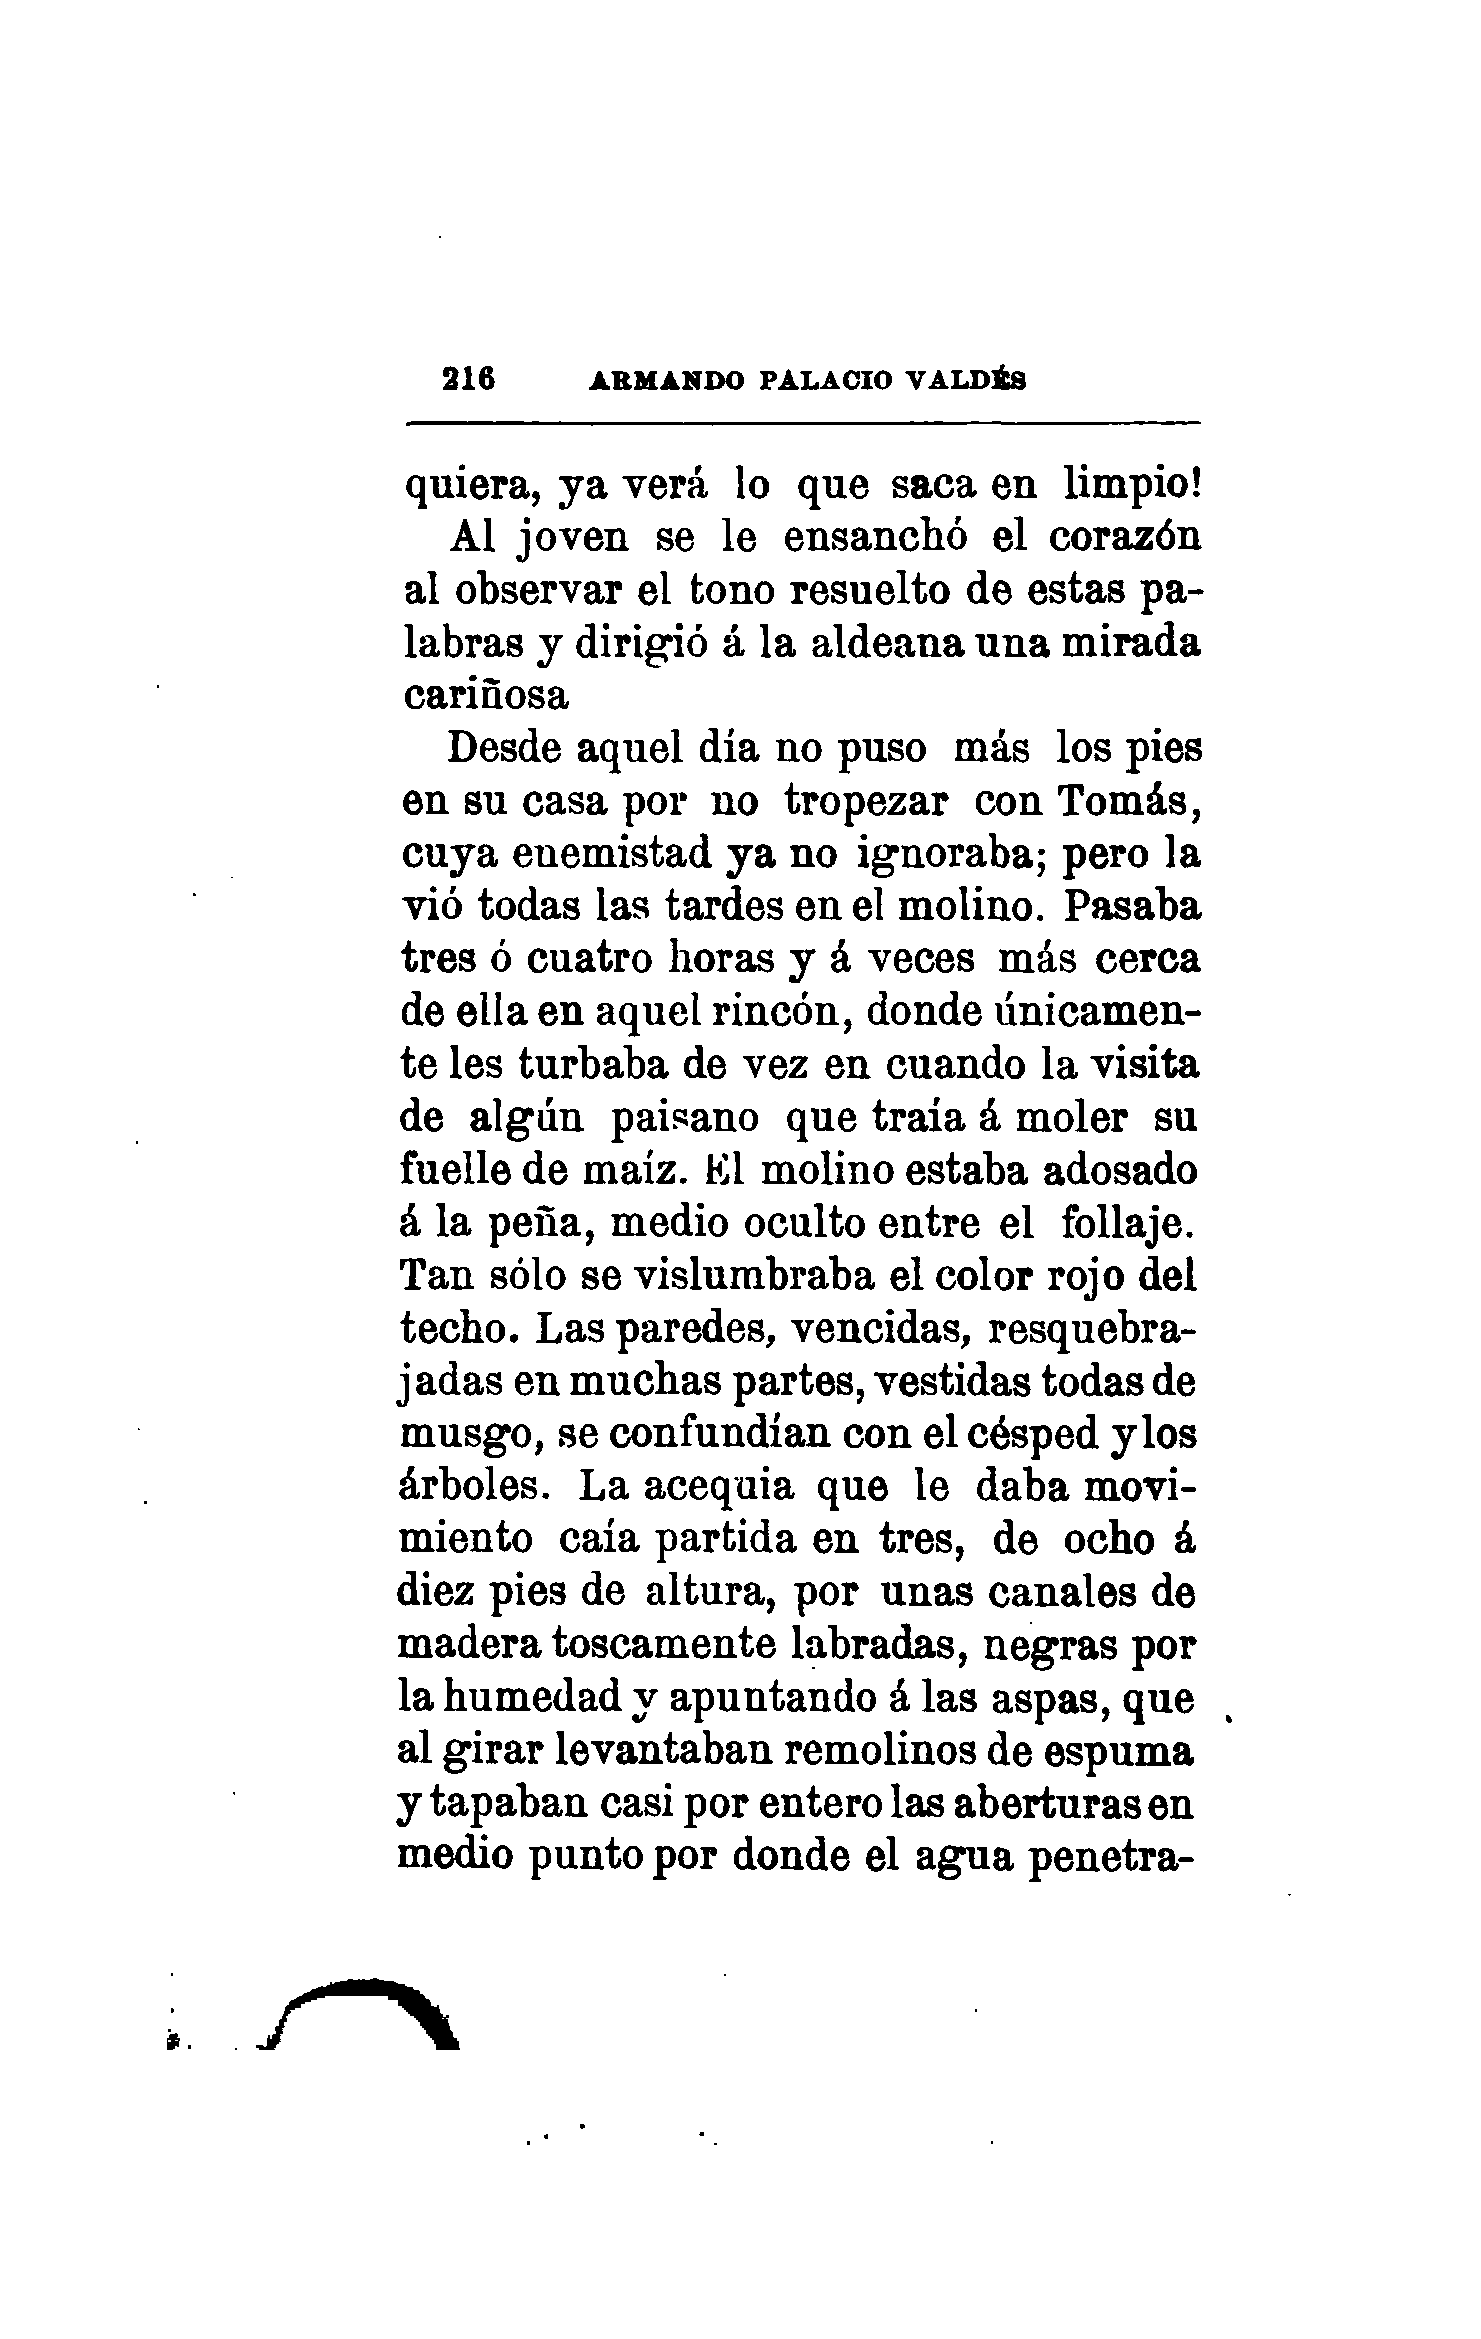 216 ARMANDO PALACIO VALDÉS
quiera, ya verá lo que saca en limpio!
Al joven se le ensanchó el corazón
al observar el tono resuelto de estas pa-
labras y dirigió á la aldeana una mirada
cariñosa
Desde aquel día no puso más los pies
en su casa por no tropezar con Tomás,
cuya enemistad ya no ignoraba; pero la
vió todas las tardes en el molino. Pasaba
tres ó cuatro horas y á veces más cerca
de ella en aquel rincón, donde únicamen-
te les turbaba de vez en cuando la visita
de algún paisano que traía á moler su
fuelle de maíz. El molino estaba adosado
á la peña, medio oculto entre el follaje.
Tan sólo se vislumbraba el color rojo del
techo. Las paredes, vencidas, resquebra-
jadas en muchas partes, vestidas todas de
musgo, se confundían con el césped y los
árboles. La acequia que le daba movi-
miento caía partida en tres, de ocho á
diez pies de altura, por unas canales de
madera toscamente labradas, negras por
la humedad y apuntando á las aspas, que
al girar levantaban remolinos de espuma
y tapaban casi por entero las aberturas en
medio punto por donde el agua penetra-